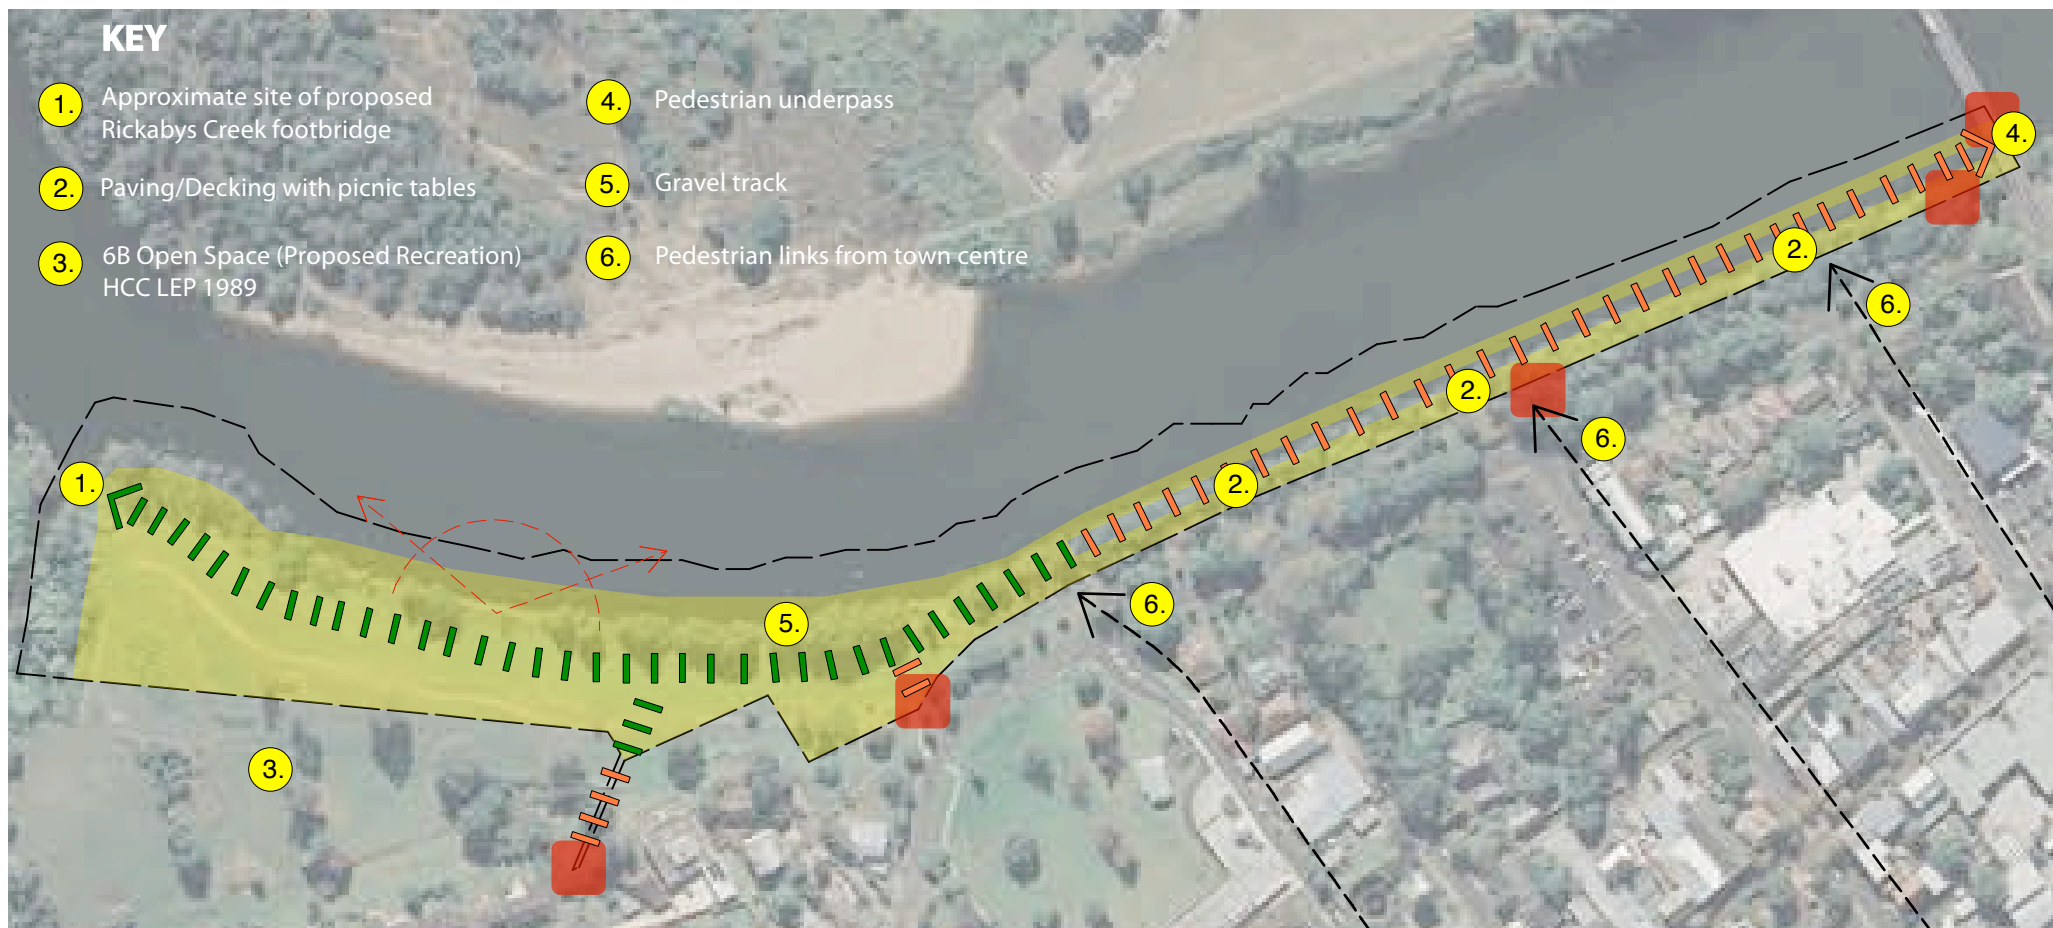 KEY
1. Approximate site of proposed
Rickabys Creek footbridge
2. Paving/Decking with picnic tables
3. 6B Open Space (Proposed Recreation)
HCC LEP 1989
4. Pedestrian underpass
5. Gravel track
6. Pedestrian links from town centre
4.
2.
6.
2.
6.
1.
2.
6.
5.
3.